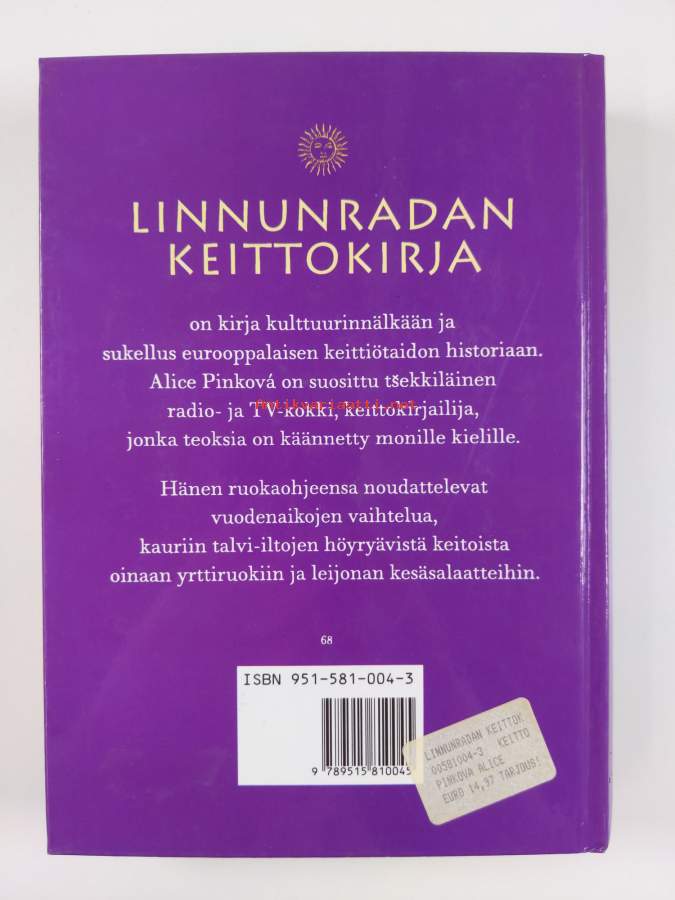 LINNUNRADAN
KEITTOKIRJA
on kirja kulttuurinnälkään ja
sukellus eurooppalaisen keittiötaidon historiaan.
Alice Pinková on suosittu tšekkiläinen
radio- ja TV-kokki, keittokirjailija,
Antikvariaatti.net
jonka teoksia on käännetty monille kielille.
Hänen ruokaohjeensa noudattelevat
vuodenaikojen vaihtelua,
kauriin talvi-iltojen höyryävistä keitoista
oinaan yrttiruokiin ja leijonan kesäsalaatteihin.
68
ISBN 951-581-004-3
9 789515 810045
LINNUNRADAN KEITTOK
00581004-3 KEITTO
PINKOVA ALICE
EURO 14,97 TARJOUS!